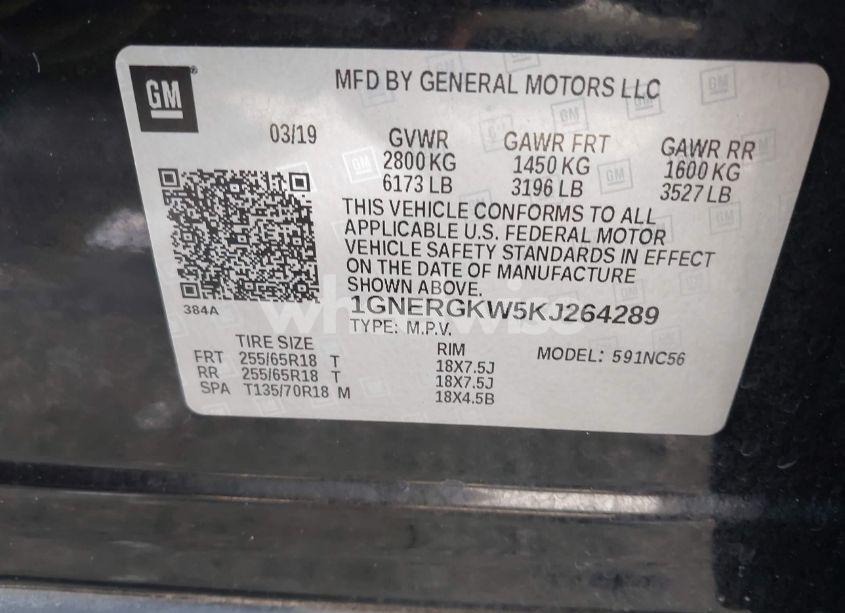 GM
MFD BY GENERAL MOTORS LLC
03/19 GVWR GAWR FRT GAWR RR
2800 KG 1450 KG 1600 KG
6173 LB 3196 LB 3527 LB
THIS VEHICLE CONFORMS TO ALL
APPLICABLE U.S. FEDERAL MOTOR
VEHICLE SAFETY STANDARDS IN EFFECT
ON THE DATE OF MANUFACTURE
SHOWN ABOVE.
384A
1GNERGKW5KJ264289
TYPE: M.P.V.
MODEL: 591NC56
TIRE SIZE RIM
FRT 255/65R18 T 18X7.5J
RR 255/65R18 T 18X7.5J
SPA T135/70R18 M 18X4.5B